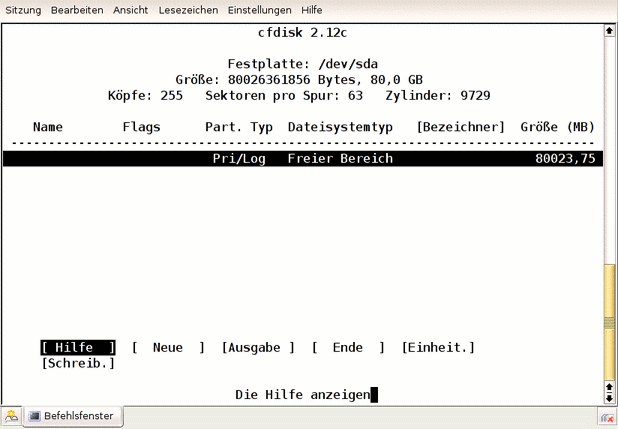 Sitzung Bearbeiten Ansicht Lesezeichen Einstellungen Hilfe
cfdisk 2.12c
Festplatte: /dev/sda
Größe: 80026361856 Bytes, 80,0 GB
Köpfe: 255 Sektoren pro Spur: 63 Zylinder: 9729
Name Flags Part. Typ Dateisystemtyp [Bezeichner] Größe (MB)
Pri/Log Freier Bereich 80023,75
[ Hilfe ] [ Neue ] [Ausgabe ] [ Ende ] [Einheit.]
[Schreib.]
Die Hilfe anzeigen
Befehlsfenster